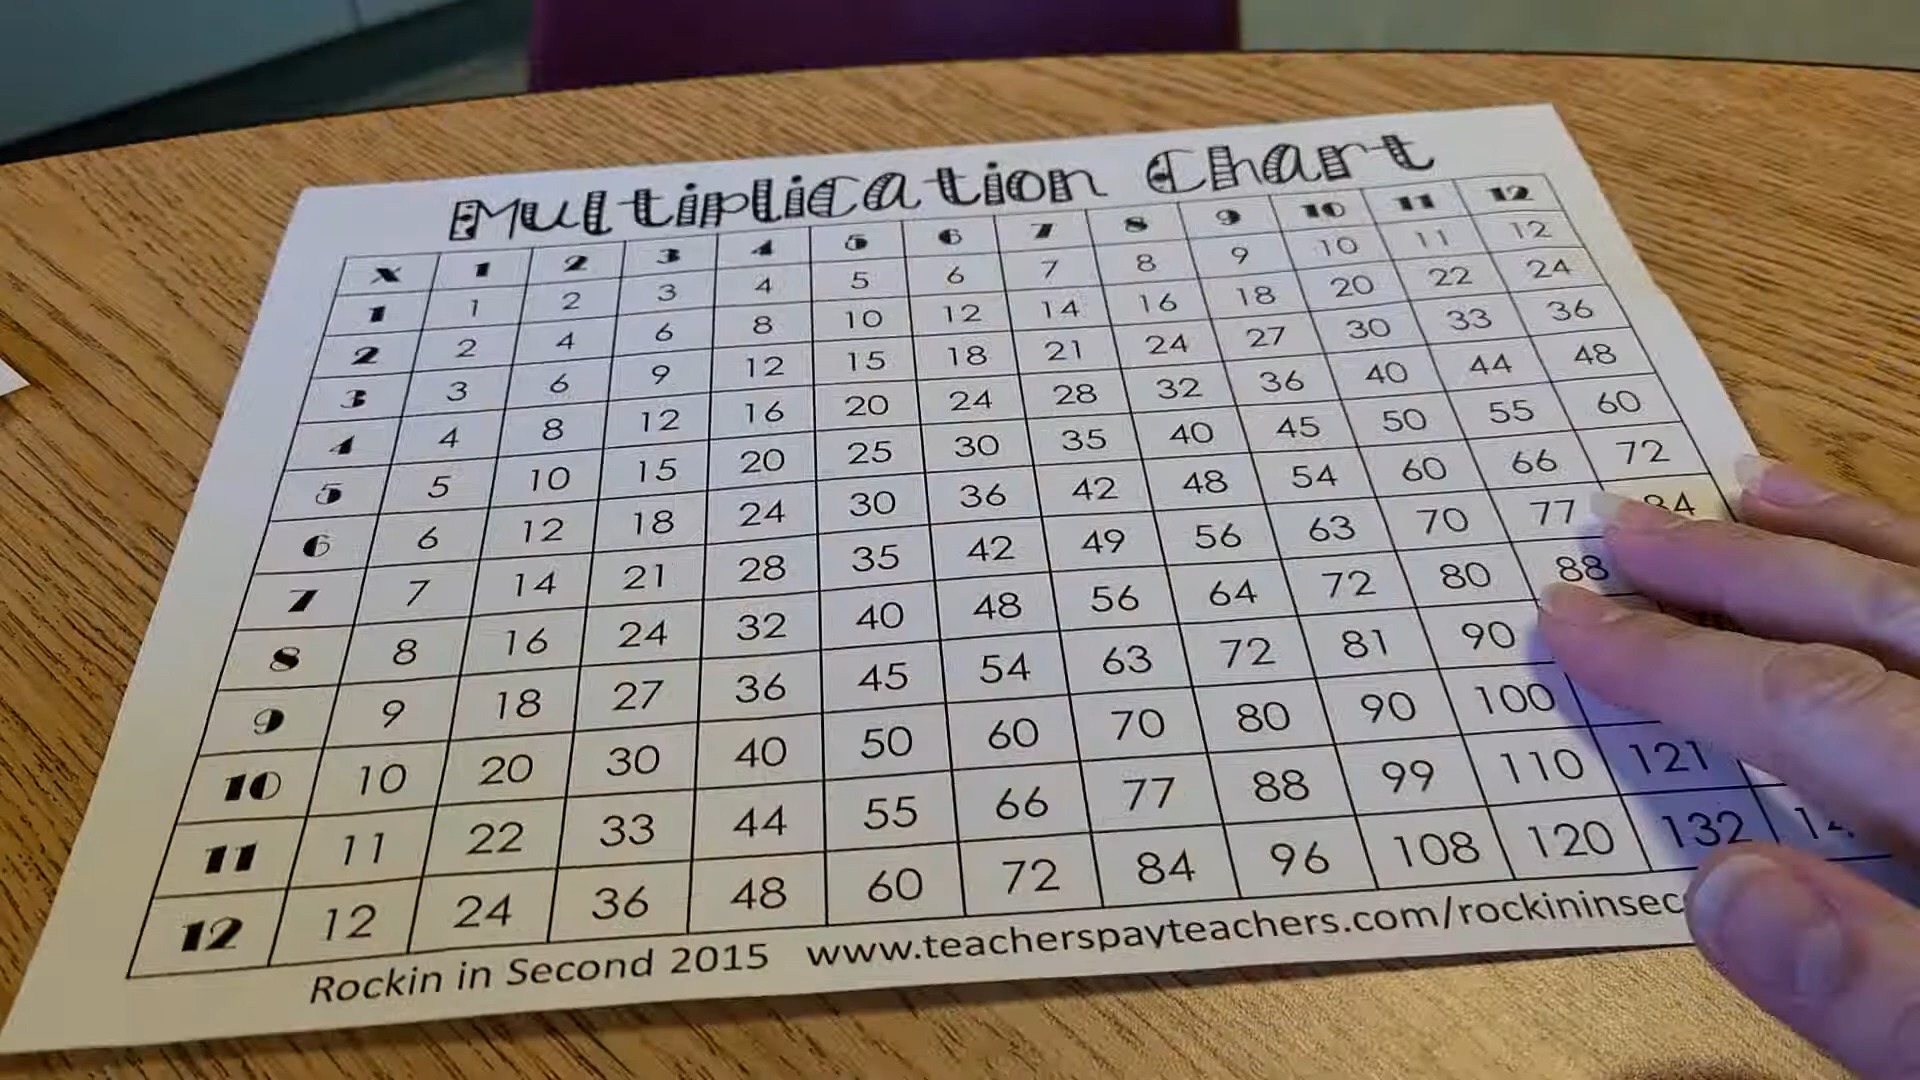 Multiplication Chart
X 1 2 3 4 5 6 7 8 9 10 11 12
1 1 2 3 4 5 6 7 8 9 10 11 12
2 2 4 6 8 10 12 14 16 18 20 22 24
3 3 6 9 12 15 18 21 24 27 30 33 36
4 4 8 12 16 20 24 28 32 36 40 44 48
5 5 10 15 20 25 30 35 40 45 50 55 60
6 6 12 18 24 30 36 42 48 54 60 66 72
7 7 14 21 28 35 42 49 56 63 70 77 84
8 8 16 24 32 40 48 56 64 72 80 88
9 9 18 27 36 45 54 63 72 81 90
10 10 20 30 40 50 60 70 80 90 100
11 11 22 33 44 55 66 77 88 99 110 121
12 12 24 36 48 60 72 84 96 108 120 132
Rockin in Second 2015 www.teacherspayteachers.com/rockininsec